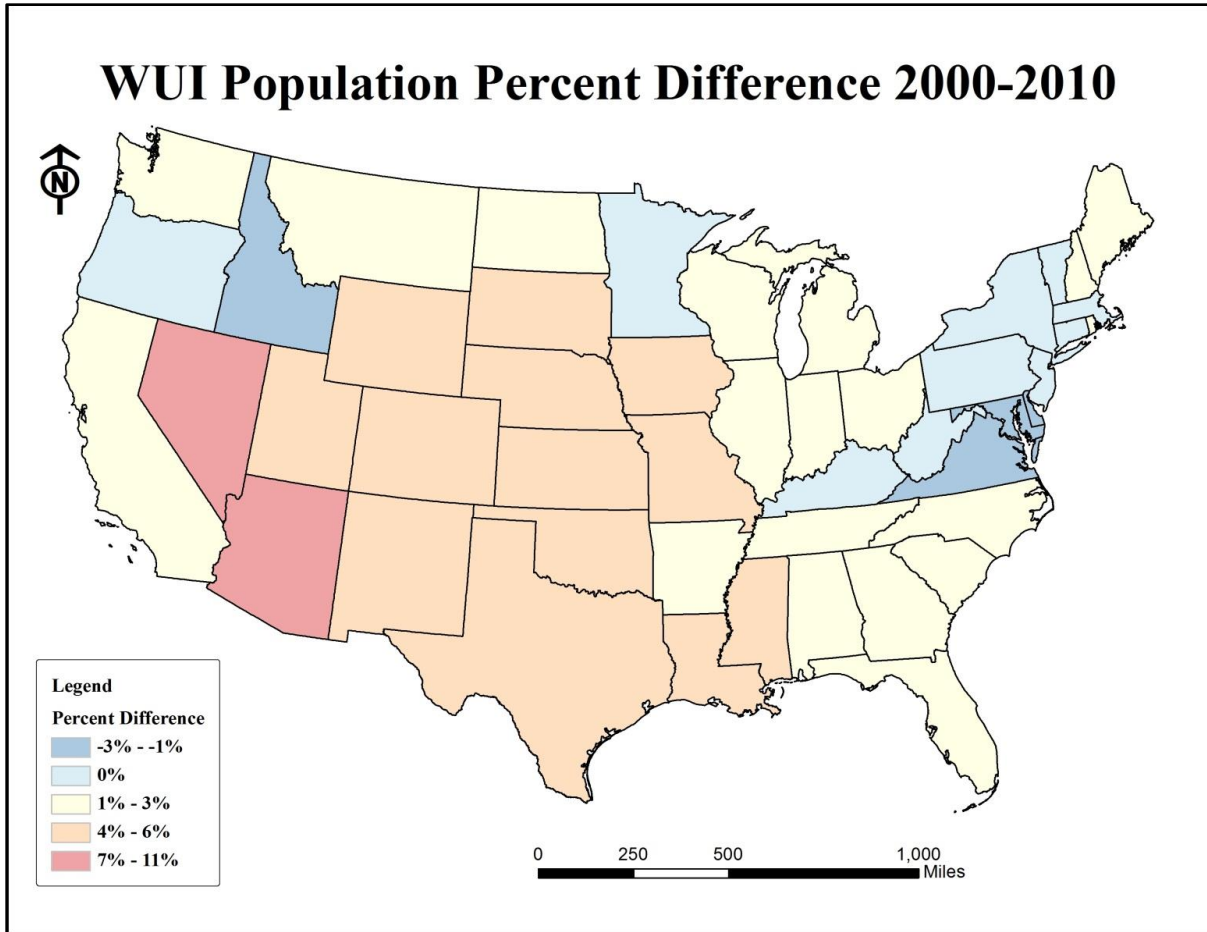 WUI Population Percent Difference 2000-2010
N
Legend
Percent Difference
-3% - -1%
0%
1% - 3%
4% - 6%
7% - 11%
0 250 500 1,000
Miles